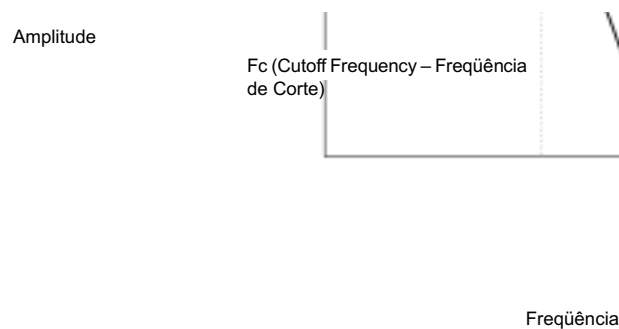 Amplitude
Fc (Cutoff Frequency – Freqüência
de Corte)
Freqüência